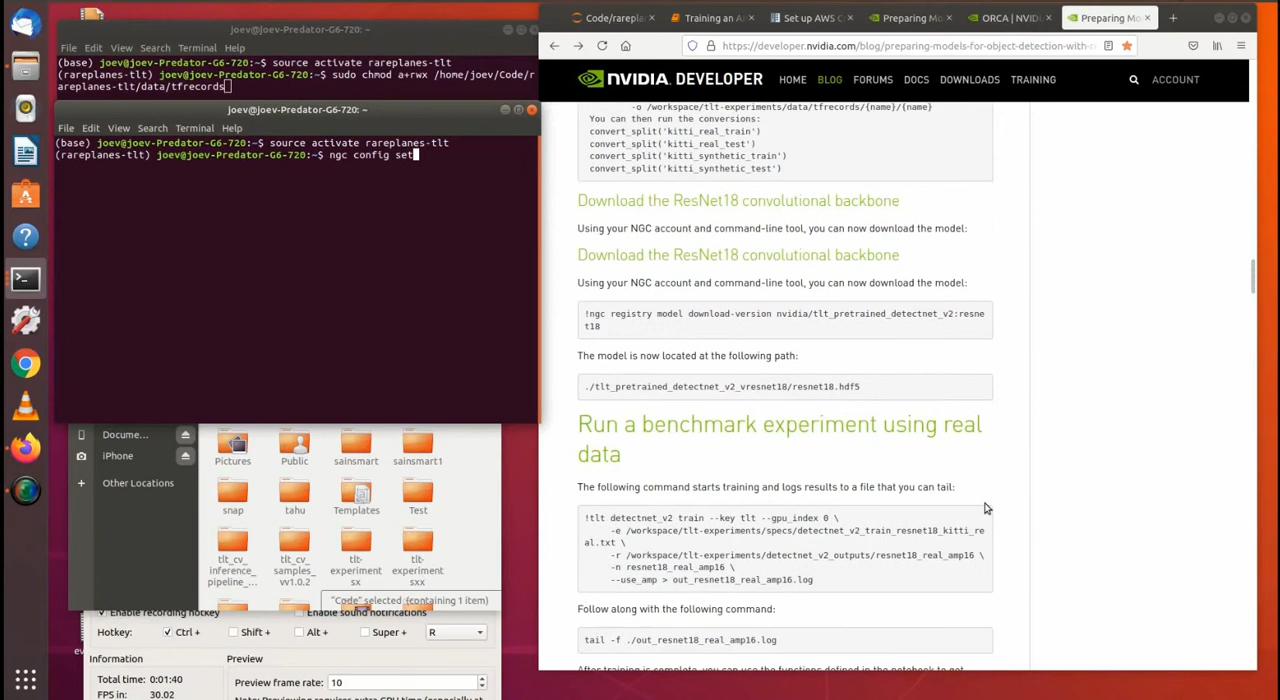 joev@joev-Predator-G6-720: ~
File Edit View Search Terminal Help
(base) joev@joev-Predator-G6-720:~$ source activate rareplanes-tlt
(rareplanes-tlt) joev@joev-Predator-G6-720:~$ sudo chmod a+rwx /home/joev/Code/r
areplanes-tlt/data/tfrecords
joev@joev-Predator-G6-720: ~
File Edit View Search Terminal Help
(base) joev@joev-Predator-G6-720:~$ source activate rareplanes-tlt
(rareplanes-tlt) joev@joev-Predator-G6-720:~$ ngc config set
Docume...
iPhone
Other Locations
Pictures
Public
sainsmart
sainsmart1
snap
tahu
Templates
Test
tlt_cv_
inference_
pipeline_...
tlt_cv_
samples_
vv1.0.2
tlt-
experiment
sx
tlt-
experiment
sxx
"Code" selected (containing 1 item)
Enable recording hotkey
Enable sound notifications
Hotkey:
Ctrl +
Shift +
Alt +
Super +
R
Information
Total time: 0:01:40
FPS in: 30.02
Preview
Preview frame rate: 10
Code/rarepla
Training an A
Set up AWS C
Preparing Mo
ORCA | NVIDI
Preparing Mo
https://developer.nvidia.com/blog/preparing-models-for-object-detection-with-r
NVIDIA DEVELOPER
HOME BLOG FORUMS DOCS DOWNLOADS TRAINING ACCOUNT
-o /workspace/tlt-experiments/data/tfrecords/{name}/{name}
You can then run the conversions:
convert_split('kitti_real_train')
convert_split('kitti_real_test')
convert_split('kitti_synthetic_train')
convert_split('kitti_synthetic_test')
Download the ResNet18 convolutional backbone
Using your NGC account and command-line tool, you can now download the model:
Download the ResNet18 convolutional backbone
Using your NGC account and command-line tool, you can now download the model:
!ngc registry model download-version nvidia/tlt_pretrained_detectnet_v2:resne
t18
The model is now located at the following path:
./tlt_pretrained_detectnet_v2_vresnet18/resnet18.hdf5
Run a benchmark experiment using real
data
The following command starts training and logs results to a file that you can tail:
!tlt detectnet_v2 train --key tlt --gpu_index 0 \
-e /workspace/tlt-experiments/specs/detectnet_v2_train_resnet18_kitti_re
al.txt \
-r /workspace/tlt-experiments/detectnet_v2_outputs/resnet18_real_amp16 \
-n resnet18_real_amp16 \
--use_amp > out_resnet18_real_amp16.log
Follow along with the following command:
tail -f ./out_resnet18_real_amp16.log